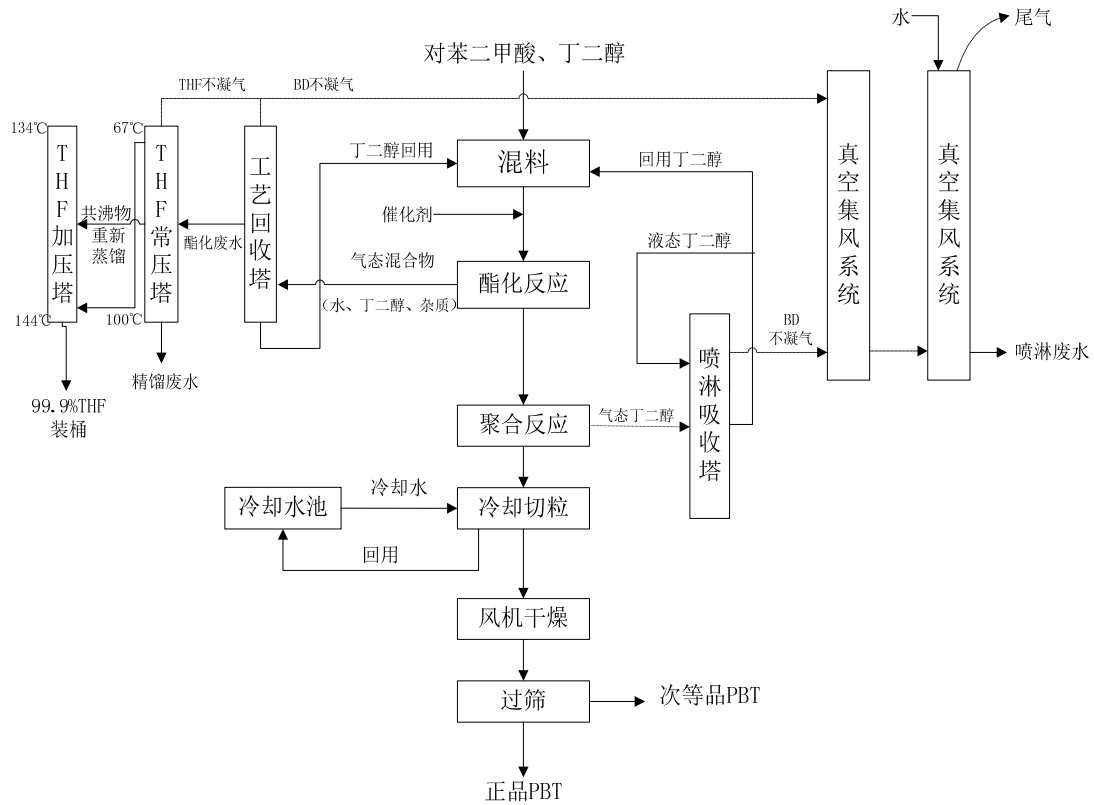 水
尾气
对苯二甲酸、丁二醇
THF不凝气
BD不凝气
134℃
67℃
THF加压塔
THF常压塔
工艺回收塔
丁二醇回用
混料
回用丁二醇
真空集风系统
真空集风系统
共沸物
重新
蒸馏
酯化废水
催化剂
液态丁二醇
气态混合物
酯化反应
（水、丁二醇、杂质）
144℃
100℃
BD
不凝气
喷淋吸收塔
喷淋废水
精馏废水
99.9%THF
装桶
聚合反应
气态丁二醇
冷却水池
冷却水
冷却切粒
回用
风机干燥
过筛
次等品PBT
正品PBT